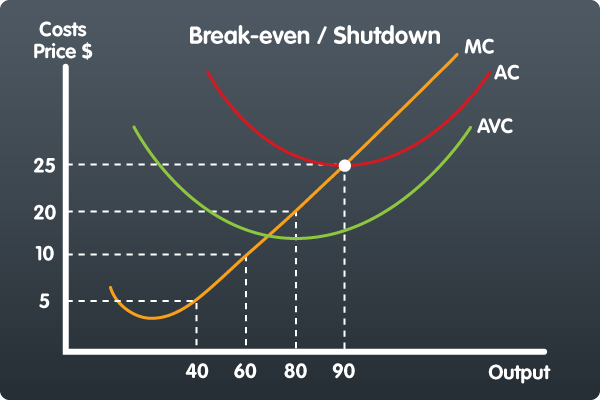 Costs
Price $
Break-even / Shutdown
MC
AC
AVC
25
20
10
5
40 60 80 90
Output